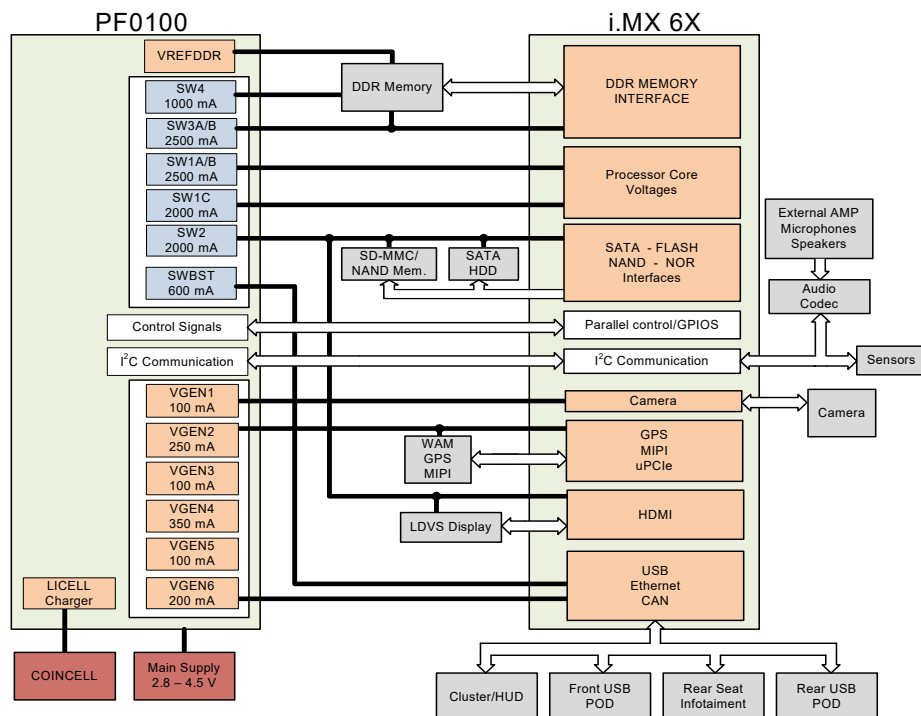 PF0100
i.MX 6X
VREFDDR
SW4
1000 mA
SW3A/B
2500 mA
SW1A/B
2500 mA
SW1C
2000 mA
SW2
2000 mA
SWBST
600 mA
Control Signals
I²C Communication
VGEN1
100 mA
VGEN2
250 mA
VGEN3
100 mA
VGEN4
350 mA
VGEN5
100 mA
VGEN6
200 mA
LICELL
Charger
COINCELL
Main Supply
2.8 – 4.5 V
DDR Memory
SD-MMC/
NAND Mem.
SATA
HDD
WAM
GPS
MIPI
LDVS Display
DDR MEMORY
INTERFACE
Processor Core
Voltages
SATA - FLASH
NAND - NOR
Interfaces
Parallel control/GPIOS
I²C Communication
Camera
GPS
MIPI
uPCIe
HDMI
USB
Ethernet
CAN
External AMP
Microphones
Speakers
Audio
Codec
Sensors
Camera
Cluster/HUD
Front USB
POD
Rear Seat
Infotaiment
Rear USB
POD